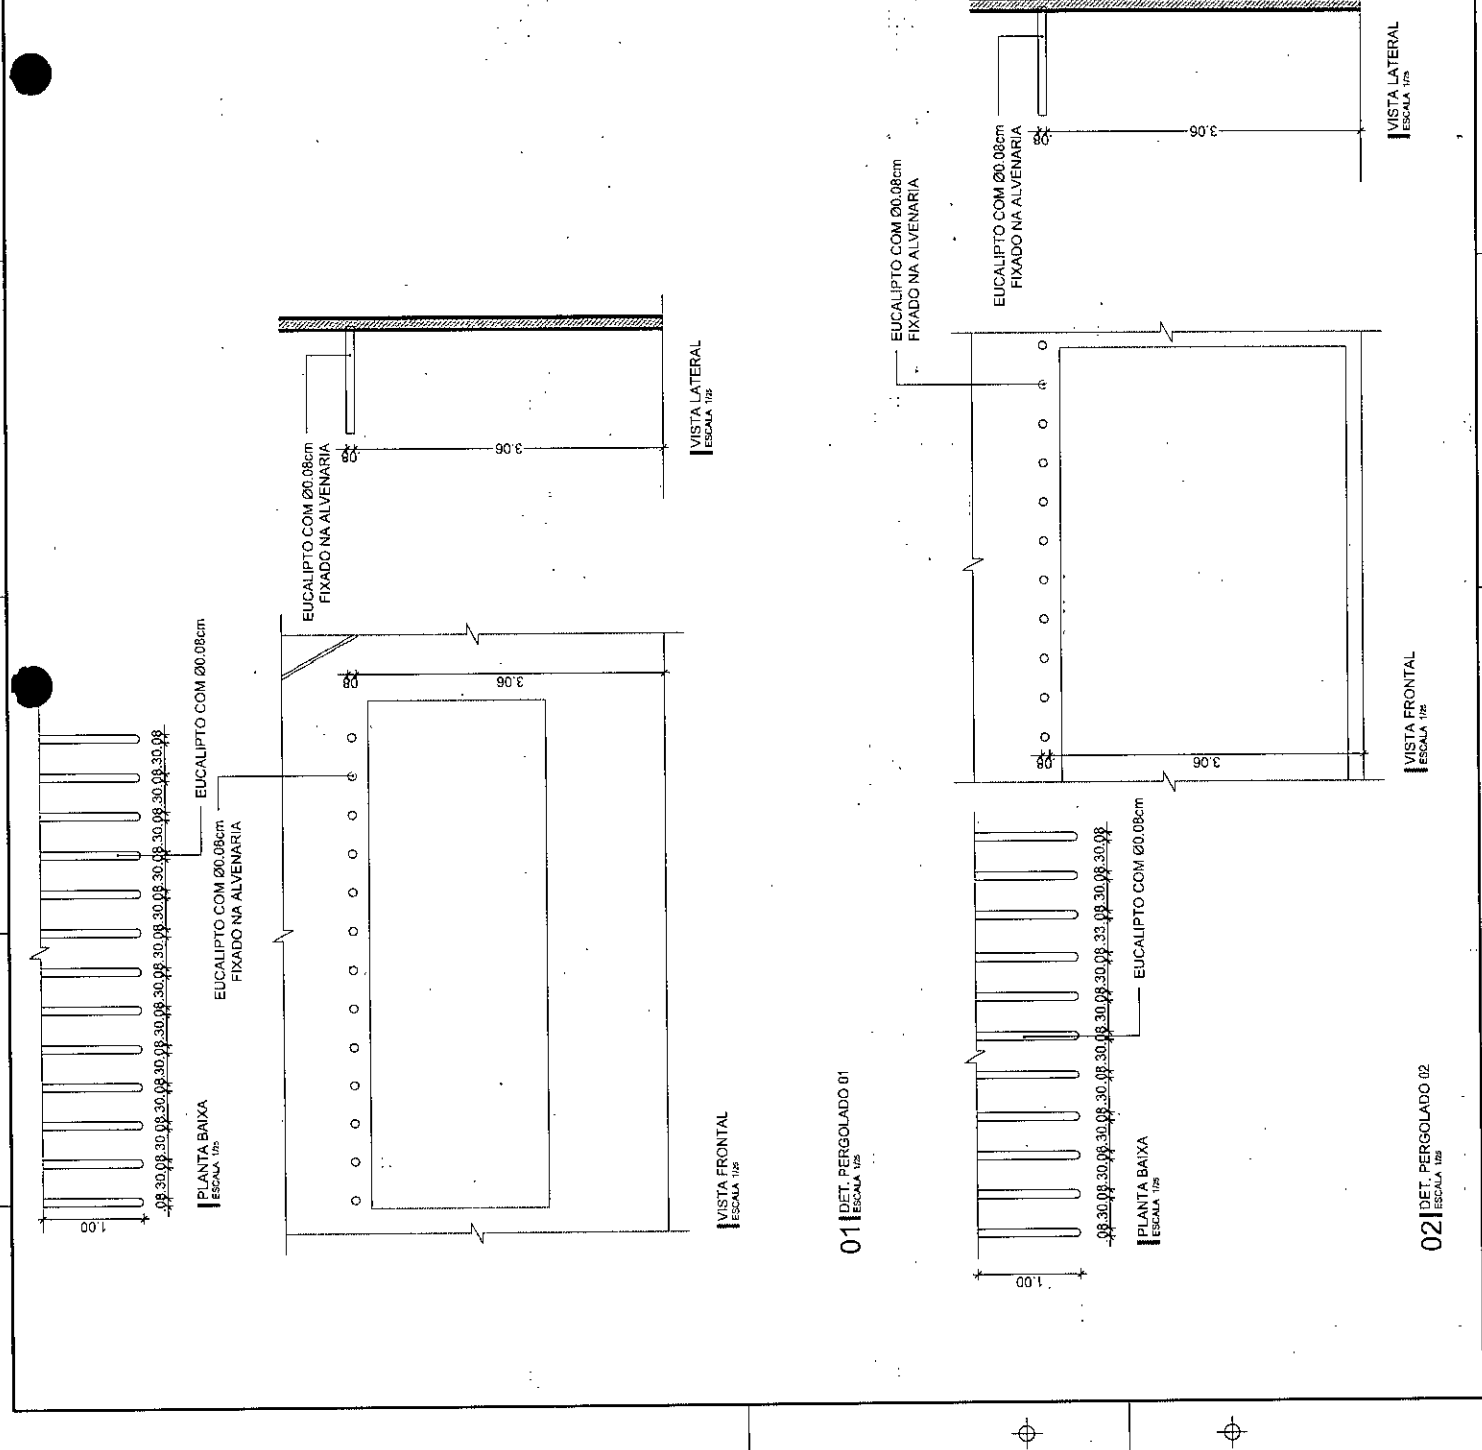 1.00
.08.30.08.30.08.30.08.30.08.30.08.30.08.30.08.30.08.30.08.30.08.30.08.30.08
EUCALIPTO COM Ø0.08cm
PLANTA BAIXA
ESCALA 1/25
EUCALIPTO COM Ø0.08cm
FIXADO NA ALVENARIA
.08
3.06
VISTA FRONTAL
ESCALA 1/25
EUCALIPTO COM Ø0.08cm
FIXADO NA ALVENARIA
.08
3.06
VISTA LATERAL
ESCALA 1/25
01 DET. PERGOLADO 01
ESCALA 1/25
1.00
.08.30.08.30.08.30.08.30.08.30.08.30.08.30.08.33.08.30.08.30.08
EUCALIPTO COM Ø0.08cm
PLANTA BAIXA
ESCALA 1/25
EUCALIPTO COM Ø0.08cm
FIXADO NA ALVENARIA
.08
3.06
VISTA FRONTAL
ESCALA 1/25
EUCALIPTO COM Ø0.08cm
FIXADO NA ALVENARIA
.08
3.06
VISTA LATERAL
ESCALA 1/25
02 DET. PERGOLADO 02
ESCALA 1/25